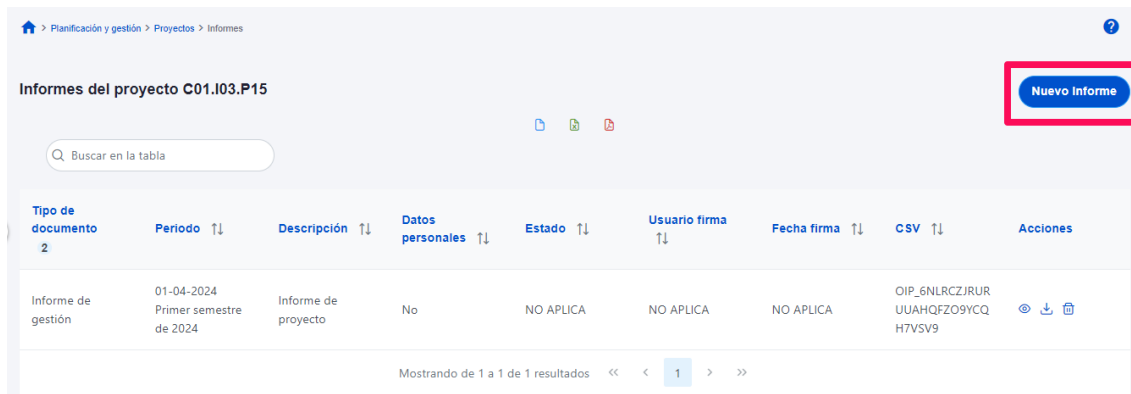 > Planificación y gestión > Proyectos > Informes
Informes del proyecto C01.I03.P15
Nuevo Informe
Buscar en la tabla
Tipo de documento 2
Periodo
Descripción
Datos personales
Estado
Usuario firma
Fecha firma
CSV
Acciones
Informe de gestión
01-04-2024
Primer semestre
de 2024
Informe de
proyecto
No
NO APLICA
NO APLICA
NO APLICA
OIP_6NLRCZJRUR
UUAHQFZO9YCQ
H7VSV9
Mostrando de 1 a 1 de 1 resultados << < 1 > >>